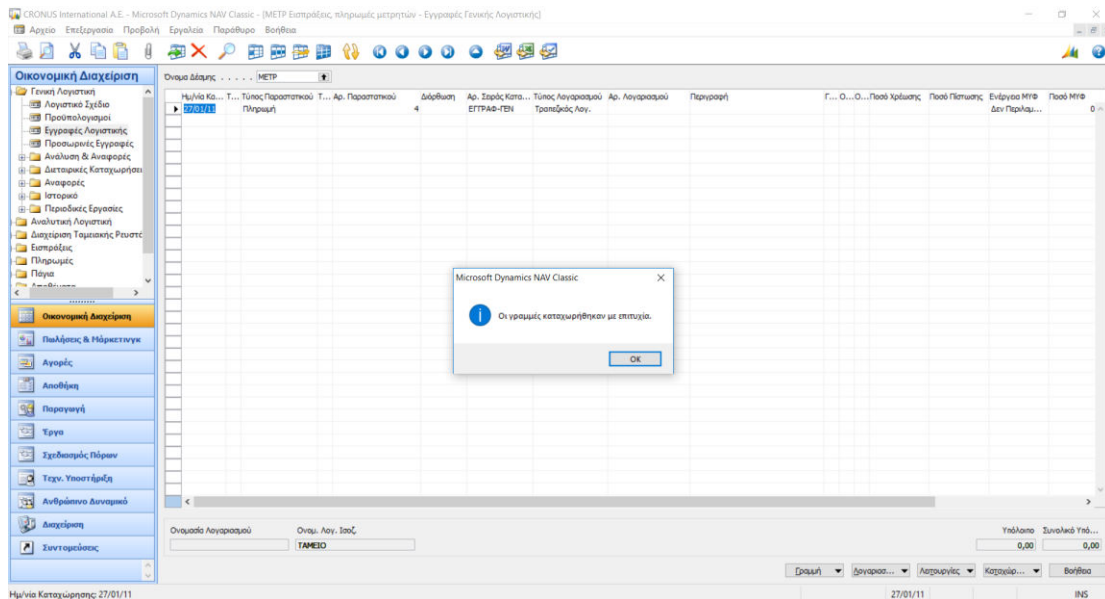 CRONUS International A.E. - Microsoft Dynamics NAV Classic - [ΜΕΤΡ Εισπράξεις, πληρωμές μετρητών - Εγγραφές Γενικής Λογιστικής]
Αρχείο Επεξεργασία Προβολή Εργαλεία Παράθυρο Βοήθεια
Οικονομική Διαχείριση
Γενική Λογιστική
Λογιστικό Σχέδιο
Προϋπολογισμοί
Εγγραφές Λογιστικής
Προσωρινές Εγγραφές
Ανάλυση & Αναφορές
Διεταιρικές Καταχωρήσει
Αναφορές
Ιστορικό
Περιοδικές Εργασίες
Αναλυτική Λογιστική
Διαχείριση Ταμειακής Ρευστό
Εισπράξεις
Πληρωμές
Πάγια
Οικονομική Διαχείριση
Πωλήσεις & Μάρκετινγκ
Αγορές
Αποθήκη
Παραγωγή
Έργα
Σχεδιασμός Πόρων
Τεχν. Υποστήριξη
Ανθρώπινο Δυναμικό
Διαχείριση
Συντομεύσεις
Όνομα Δέσμης . . . . . ΜΕΤΡ
Ημ/νία Κα... Τ... Τύπος Παραστατικού Τ... Αρ. Παραστατικού Διόρθωση Αρ. Σειράς Κατα... Τύπος Λογαριασμού Αρ. Λογαριασμού Περιγραφή Γ... Ο... Ο... Ποσό Χρέωσης Ποσό Πίστωσης Ενέργεια ΜΥΦ Ποσό ΜΥΦ
27/01/11 Πληρωμή 4 ΕΓΓΡΑΦ-ΓΕΝ Τραπεζικός Λογ. Δεν Περιλαμ... 0
Microsoft Dynamics NAV Classic
Οι γραμμές καταχωρήθηκαν με επιτυχία.
OK
Ονομασία Λογαριασμού Ονομ. Λογ. Ισοζ. Υπόλοιπο Συνολικό Υπό...
ΤΑΜΕΙΟ 0,00 0,00
Γραμμή Λογαριασ... Λειτουργίες Καταχώρ... Βοήθεια
Ημ/νία Καταχώρησης: 27/01/11 27/01/11 INS